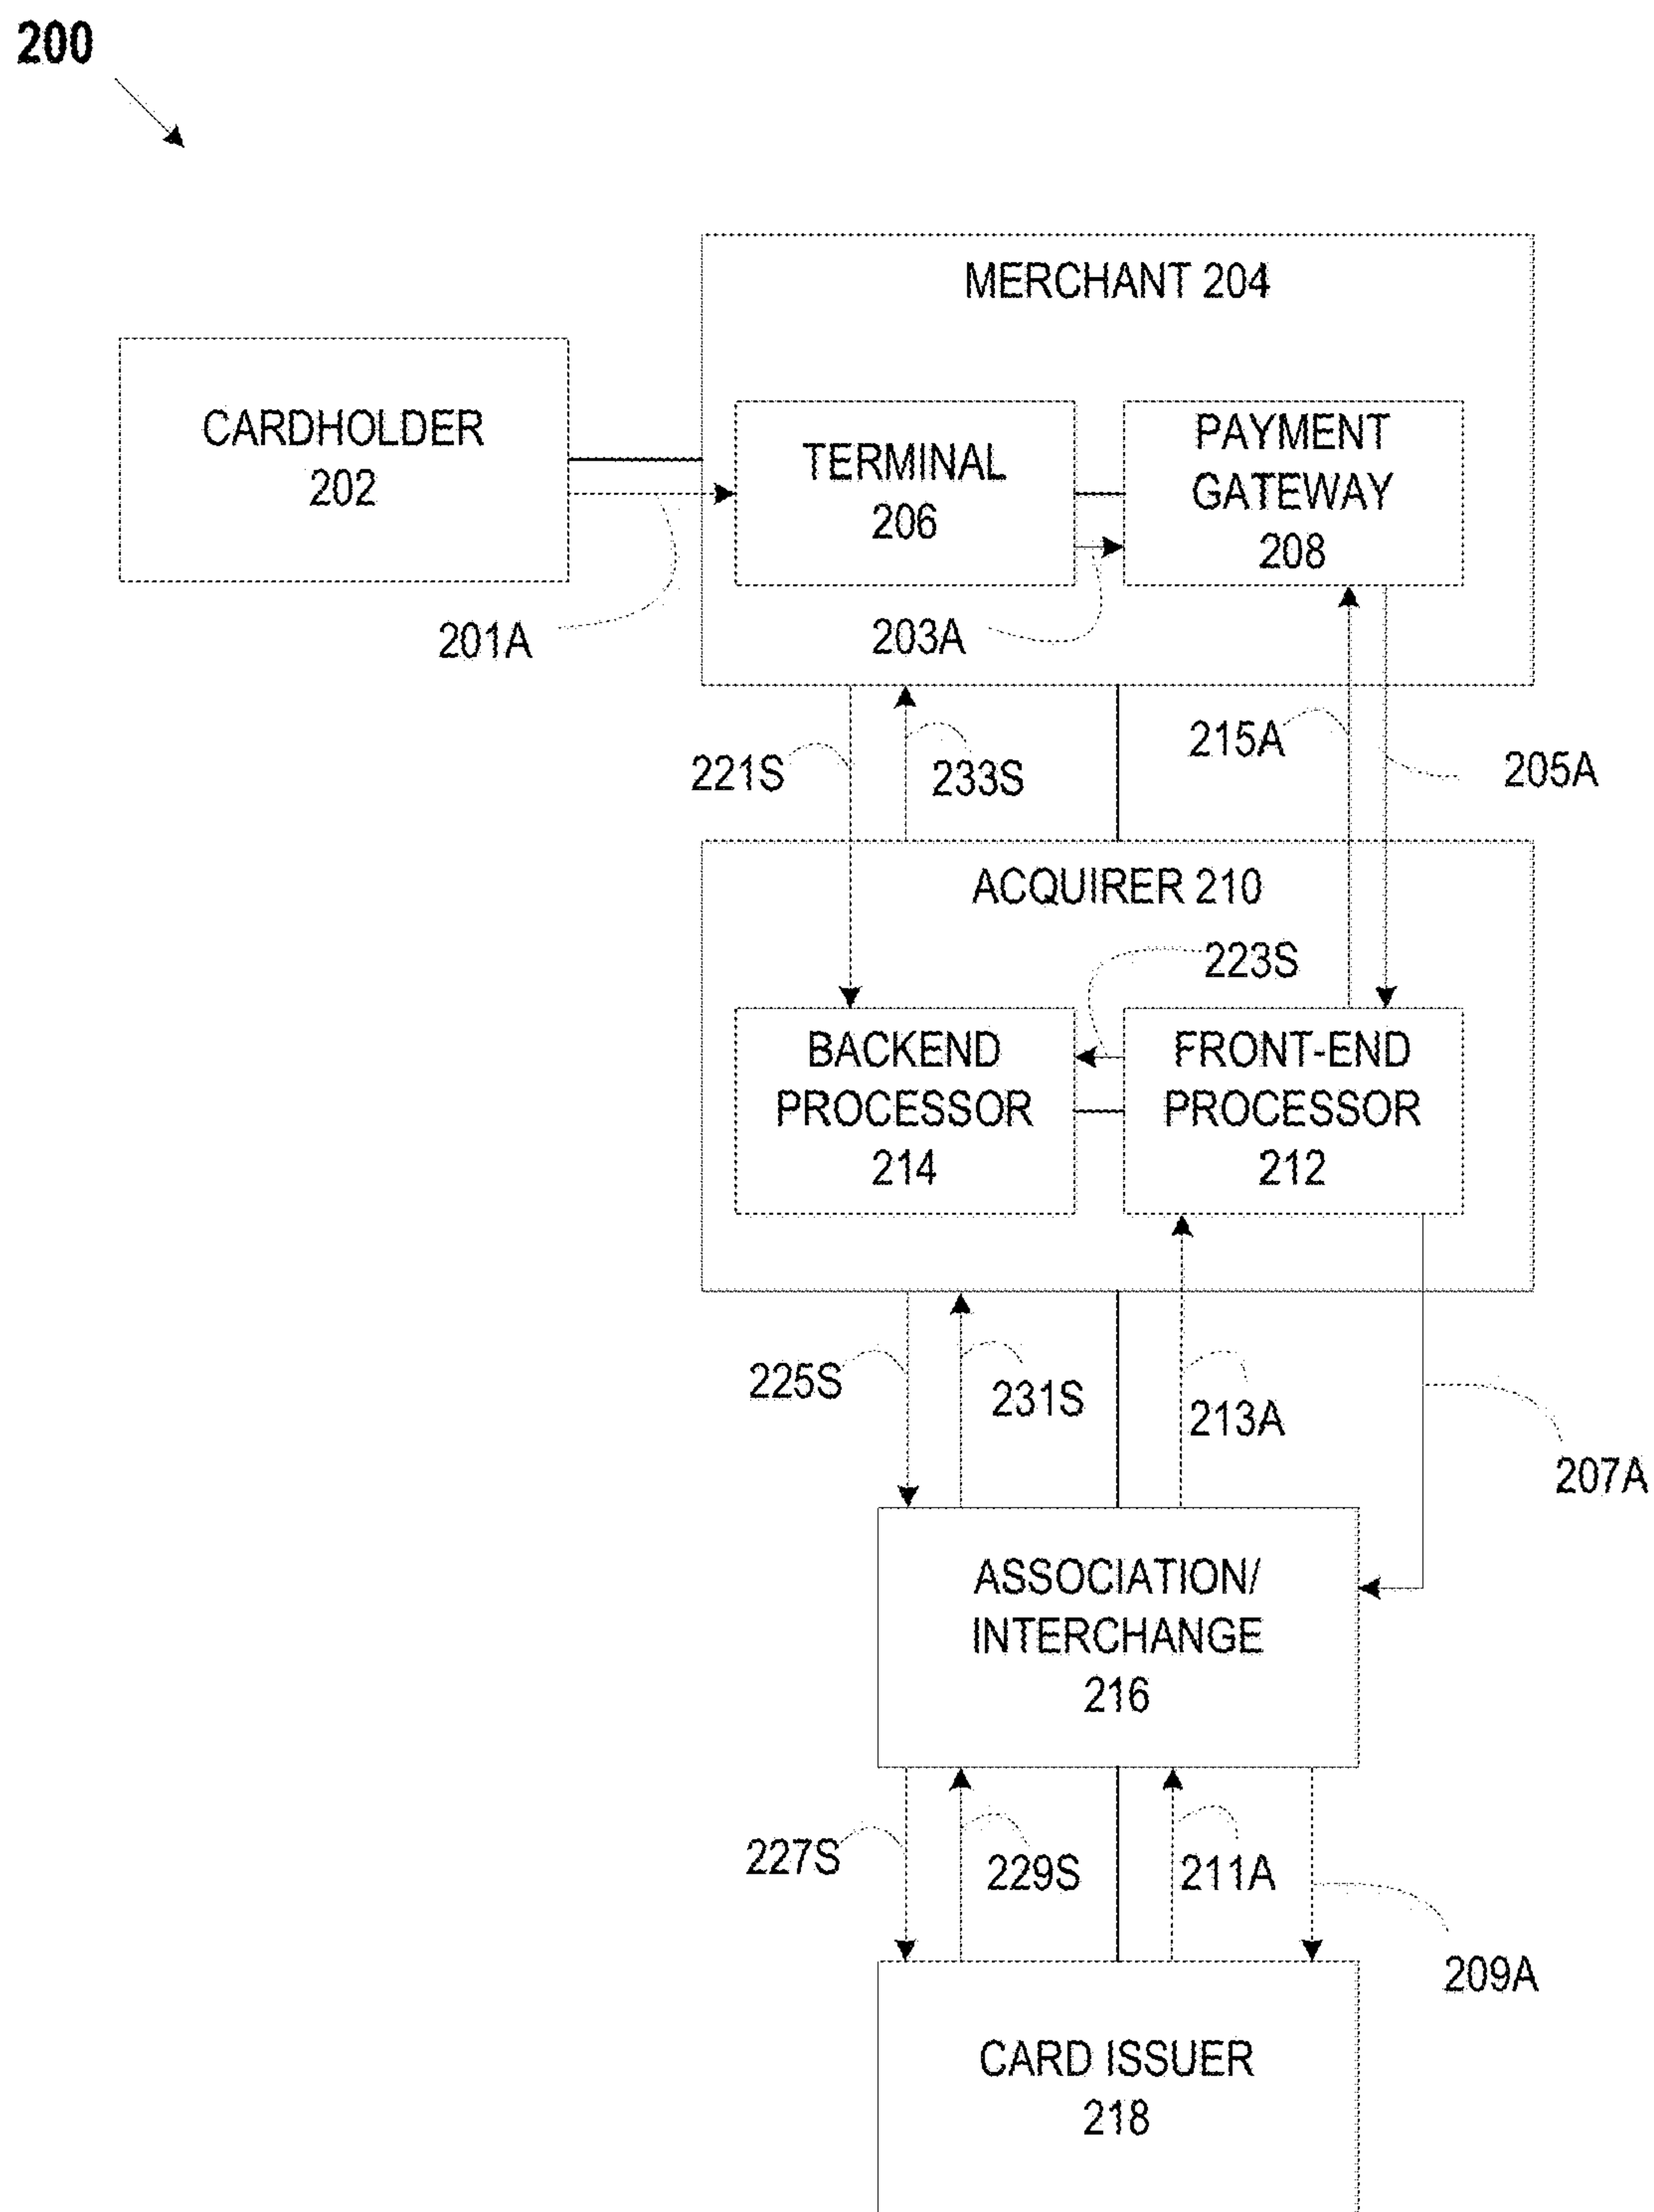 200
MERCHANT 204
CARDHOLDER
202
TERMINAL
206
PAYMENT
GATEWAY
208
201A
203A
221S
233S
215A
205A
ACQUIRER 210
223S
BACKEND
PROCESSOR
214
FRONT-END
PROCESSOR
212
225S
231S
213A
207A
ASSOCIATION/
INTERCHANGE
216
227S
229S
211A
209A
CARD ISSUER
218